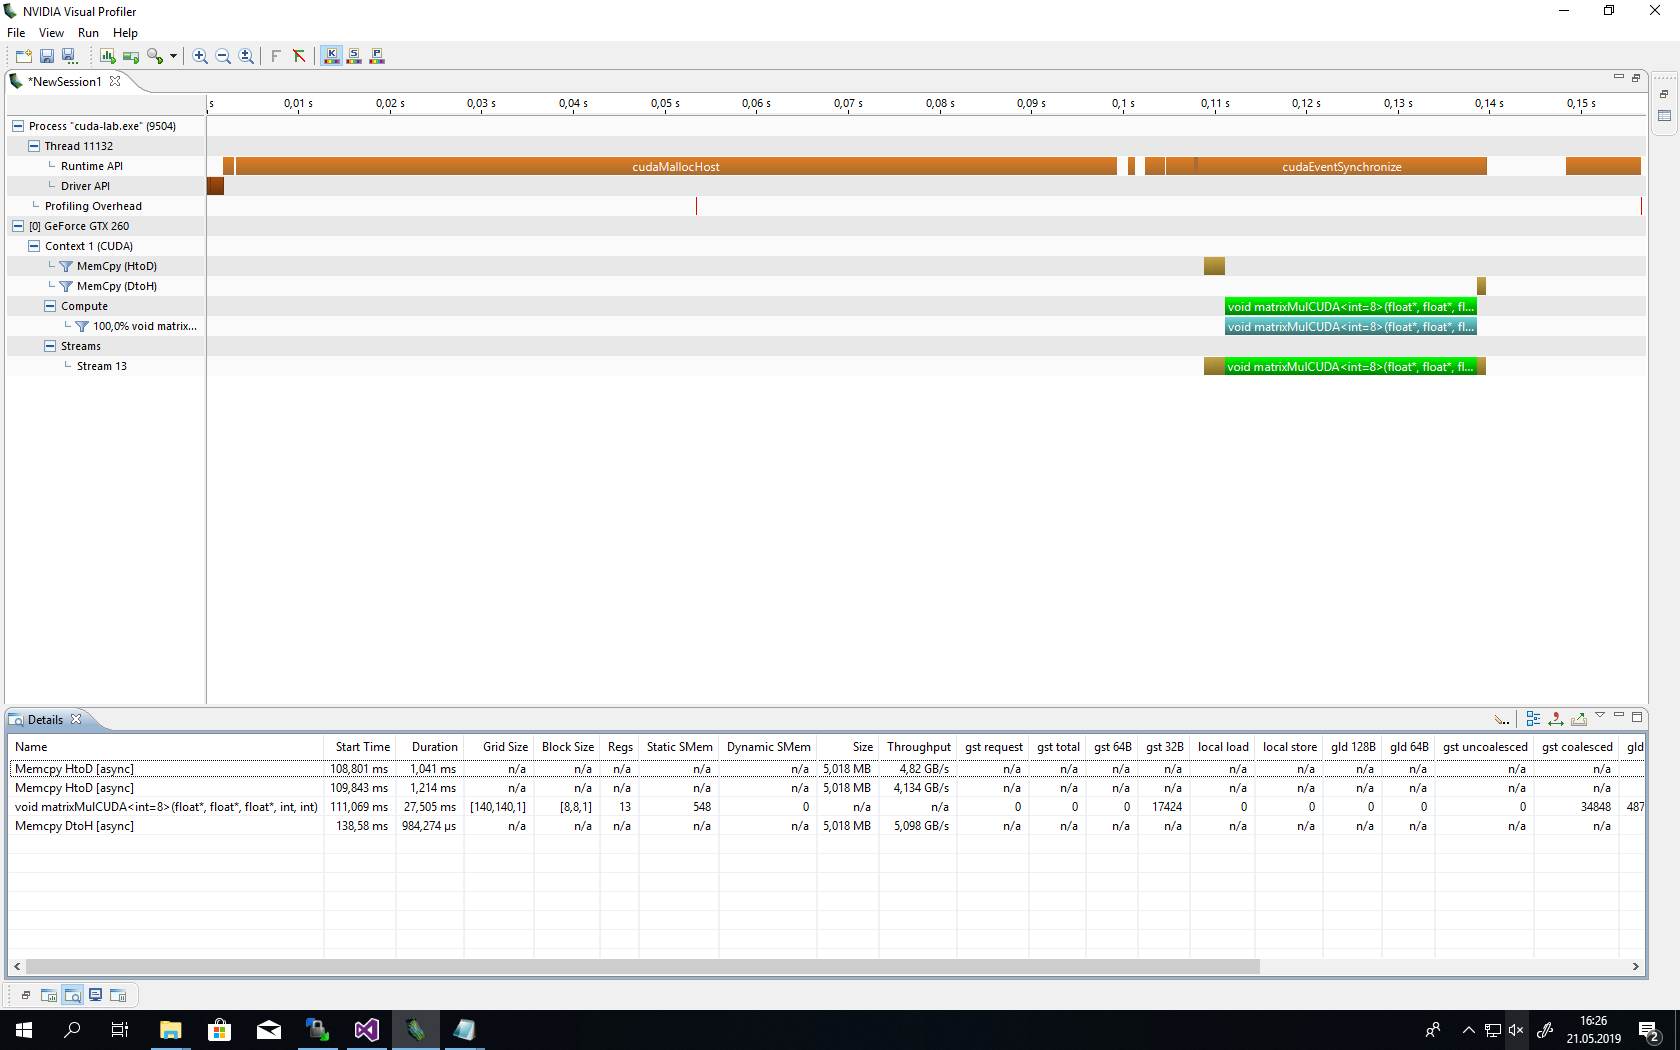 NVIDIA Visual Profiler
File View Run Help
*NewSession1
s 0,01 s 0,02 s 0,03 s 0,04 s 0,05 s 0,06 s 0,07 s 0,08 s 0,09 s 0,1 s 0,11 s 0,12 s 0,13 s 0,14 s 0,15 s
Process "cuda-lab.exe" (9504)
Thread 11132
Runtime API cudaMallocHost cudaEventSynchronize
Driver API
Profiling Overhead
[0] GeForce GTX 260
Context 1 (CUDA)
MemCpy (HtoD)
MemCpy (DtoH)
Compute void matrixMulCUDA<int=8>(float*, float*, fl...
100,0% void matrix... void matrixMulCUDA<int=8>(float*, float*, fl...
Streams
Stream 13 void matrixMulCUDA<int=8>(float*, float*, fl...
Details
Name Start Time Duration Grid Size Block Size Regs Static SMem Dynamic SMem Size Throughput gst request gst total gst 64B gst 32B local load local store gld 128B gld 64B gst uncoalesced gst coalesced gld
Memcpy HtoD [async] 108,801 ms 1,041 ms n/a n/a n/a n/a n/a 5,018 MB 4,82 GB/s n/a n/a n/a n/a n/a n/a n/a n/a n/a n/a
Memcpy HtoD [async] 109,843 ms 1,214 ms n/a n/a n/a n/a n/a 5,018 MB 4,134 GB/s n/a n/a n/a n/a n/a n/a n/a n/a n/a n/a
void matrixMulCUDA<int=8>(float*, float*, float*, int, int) 111,069 ms 27,505 ms [140,140,1] [8,8,1] 13 548 0 n/a n/a 0 0 0 17424 0 0 0 0 0 34848 487
Memcpy DtoH [async] 138,58 ms 984,274 µs n/a n/a n/a n/a n/a 5,018 MB 5,098 GB/s n/a n/a n/a n/a n/a n/a n/a n/a n/a n/a
16:26
21.05.2019
2